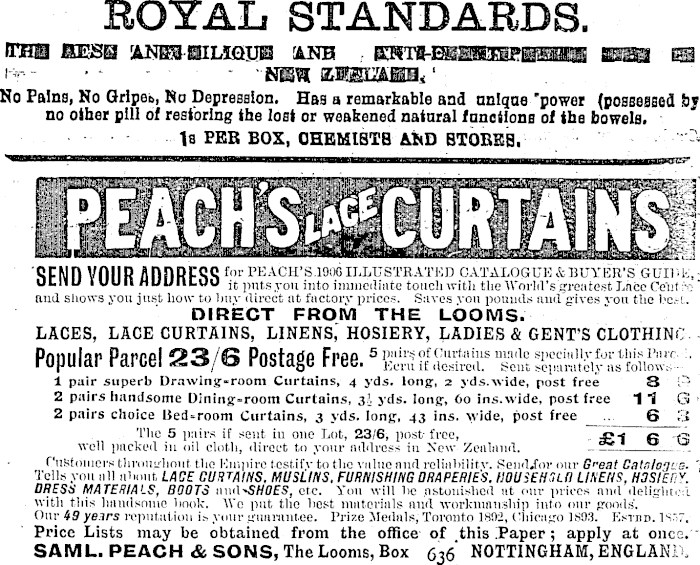 ROYAL STANDARDS.
THE BEST ANTI-BILIOUS AND
NEW ZEALAND.
No Pains, No Gripes, No Depression. Has a remarkable and unique power (possessed by
no other pill of restoring the lost or weakened natural functions of the bowels.
1s PER BOX, CHEMISTS AND STORES.
PEACH'S LACE CURTAINS
SEND YOUR ADDRESS for PEACH'S 1906 ILLUSTRATED CATALOGUE & BUYER'S GUIDE,
it puts you into immediate touch with the World's greatest Lace Centre
and shows you just how to buy direct at factory prices. Saves you pounds and gives you the best.
DIRECT FROM THE LOOMS.
LACES, LACE CURTAINS, LINENS, HOSIERY, LADIES & GENT'S CLOTHING.
Popular Parcel 23/6 Postage Free. 5 pairs of Curtains made specially for this Parcel.
Ecru if desired. Sent separately as follows—
1 pair superb Drawing-room Curtains, 4 yds. long, 2 yds. wide, post free 8
2 pairs handsome Dining-room Curtains, 3½ yds. long, 60 ins. wide, post free 11 6
2 pairs choice Bed-room Curtains, 3 yds. long, 43 ins. wide, post free ... 6 3
The 5 pairs if sent in one Lot, 23/6, post free,
well packed in oil cloth, direct to your address in New Zealand. £1 6 6
Customers throughout the Empire testify to the value and reliability. Send for our Great Catalogue.
Tells you all about LACE CURTAINS, MUSLINS, FURNISHING DRAPERIES, HOUSEHOLD LINENS, HOSIERY,
DRESS MATERIALS, BOOTS and SHOES, etc. You will be astonished at our prices and delighted
with this handsome book. We put the best materials and workmanship into our goods.
Our 49 years reputation is your guarantee. Prize Medals, Toronto 1892, Chicago 1893. ESTBD. 1857.
Price Lists may be obtained from the office of this Paper; apply at once.
SAML. PEACH & SONS, The Looms, Box 636 NOTTINGHAM, ENGLAND.